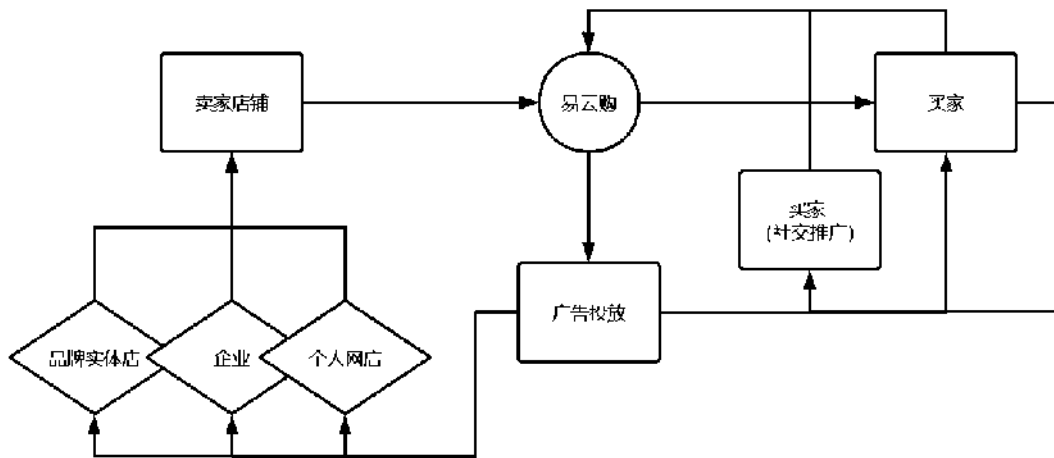 卖家店铺
易云购
买家
买家
(社交推广)
广告投放
品牌实体店
企业
个人网店